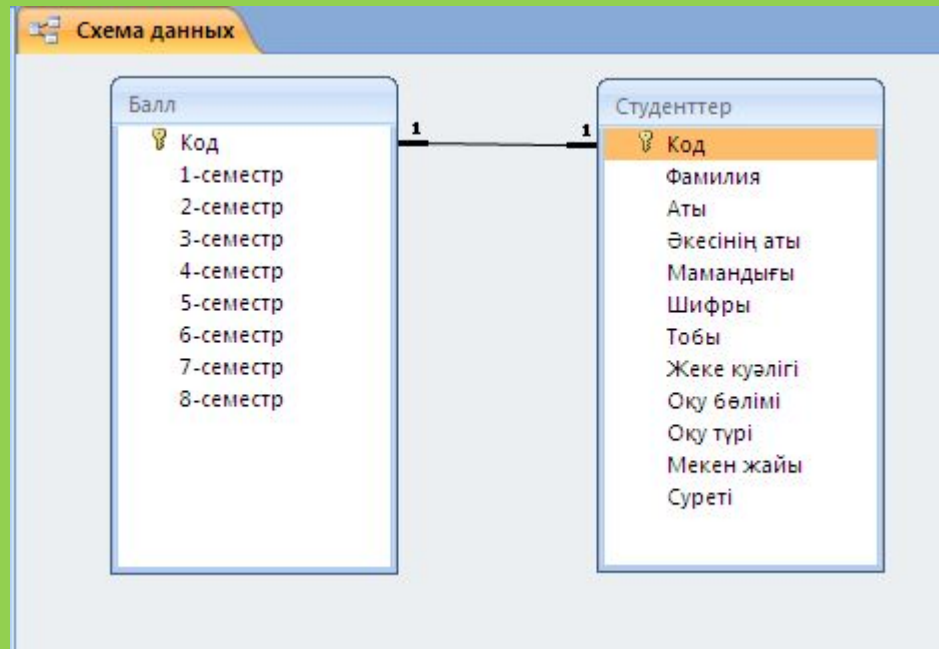 Схема данных
Балл
Код
1-семестр
2-семестр
3-семестр
4-семестр
5-семестр
6-семестр
7-семестр
8-семестр
1
1
Студенттер
Код
Фамилия
Аты
Әкесінің аты
Мамандығы
Шифры
Тобы
Жеке куәлігі
Оқу бөлімі
Оқу түрі
Мекен жайы
Суреті